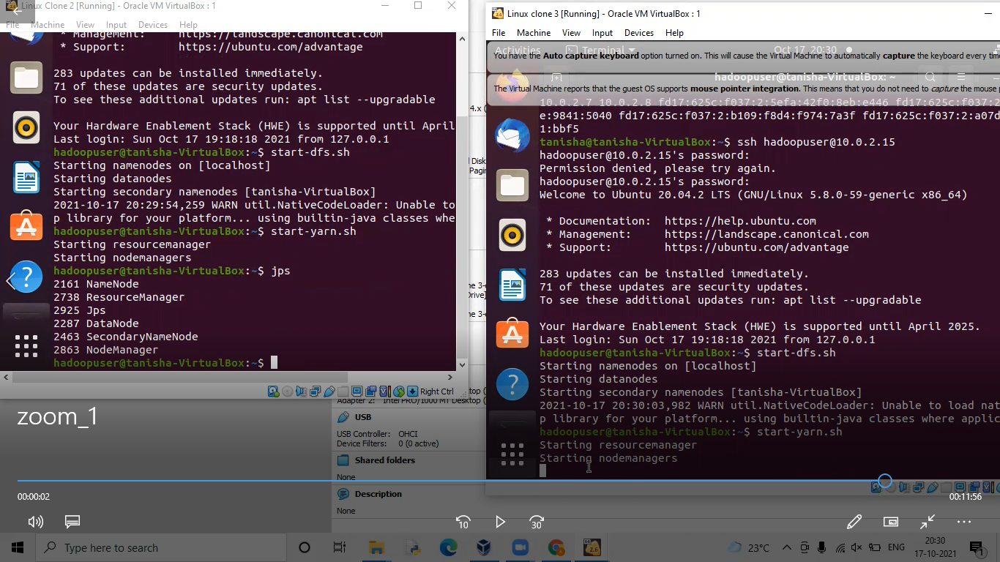 Linux Clone 2 [Running] - Oracle VM VirtualBox : 1
File Machine View Input Devices Help
* Management: https://landscape.canonical.com
* Support: https://ubuntu.com/advantage
283 updates can be installed immediately.
71 of these updates are security updates.
To see these additional updates run: apt list --upgradable
Your Hardware Enablement Stack (HWE) is supported until April
Last login: Sun Oct 17 19:18:18 2021 from 127.0.0.1
hadoopuser@tanisha-VirtualBox:~$ start-dfs.sh
Starting namenodes on [localhost]
Starting datanodes
Starting secondary namenodes [tanisha-VirtualBox]
2021-10-17 20:29:54,259 WARN util.NativeCodeLoader: Unable to
p library for your platform... using builtin-java classes whe
hadoopuser@tanisha-VirtualBox:~$ start-yarn.sh
Starting resourcemanager
Starting nodemanagers
hadoopuser@tanisha-VirtualBox:~$ jps
2161 NameNode
2738 ResourceManager
2925 Jps
2287 DataNode
2463 SecondaryNameNode
2863 NodeManager
hadoopuser@tanisha-VirtualBox:~$
Right Ctrl
4.x (
Disk
Pagin
ne 3-
Drive]
ne 3-
Linux clone 3 [Running] - Oracle VM VirtualBox : 1
File Machine View Input Devices Help
Activities Terminal Oct 17 20:30
You have the Auto capture keyboard option turned on. This will cause the Virtual Machine to automatically capture the keyboard every tim
hadoopuser@tanisha-VirtualBox: ~
The Virtual Machine reports that the guest OS supports mouse pointer integration. This means that you do not need to capture the mouse p
10.0.2.7 10.0.2.8 fd17:625c:f037:2:5efa:42f0:8eb:e446 fd17:625c:f037:2
e:9841:5040 fd17:625c:f037:2:b109:f8d4:f974:7a3f fd17:625c:f037:2:a07d
1:bbf5
tanisha@tanisha-VirtualBox:~$ ssh hadoopuser@10.0.2.15
hadoopuser@10.0.2.15's password:
Permission denied, please try again.
hadoopuser@10.0.2.15's password:
Welcome to Ubuntu 20.04.2 LTS (GNU/Linux 5.8.0-59-generic x86_64)
* Documentation: https://help.ubuntu.com
* Management: https://landscape.canonical.com
* Support: https://ubuntu.com/advantage
283 updates can be installed immediately.
71 of these updates are security updates.
To see these additional updates run: apt list --upgradable
Your Hardware Enablement Stack (HWE) is supported until April 2025.
Last login: Sun Oct 17 19:18:18 2021 from 127.0.0.1
hadoopuser@tanisha-VirtualBox:~$ start-dfs.sh
Starting namenodes on [localhost]
Starting datanodes
Starting secondary namenodes [tanisha-VirtualBox]
2021-10-17 20:30:03,982 WARN util.NativeCodeLoader: Unable to load nat
p library for your platform... using builtin-java classes where applic
hadoopuser@tanisha-VirtualBox:~$ start-yarn.sh
Starting resourcemanager
Starting nodemanagers
Adapter 2: Intel PRO/1000 MT Desktop (
USB
USB Controller: OHCI
Device Filters: 0 (0 active)
Shared folders
None
Description
None
zoom_1
00:00:02
00:11:56
10
30
Type here to search
23°C
ENG
20:30
17-10-2021
1